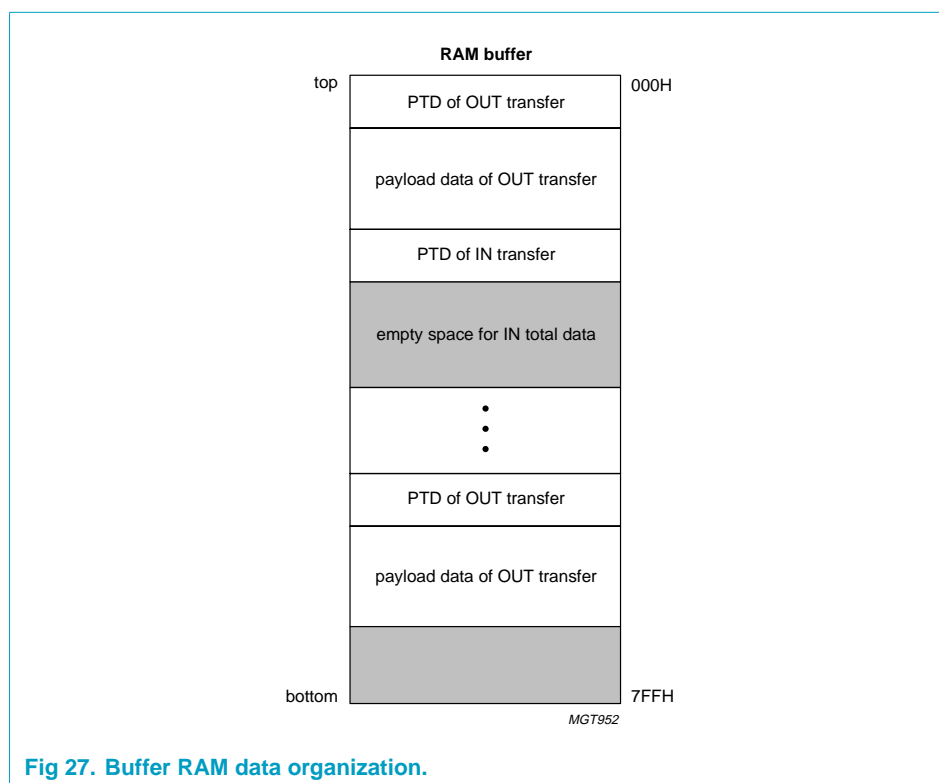 RAM buffer
top
000H
PTD of OUT transfer
payload data of OUT transfer
PTD of IN transfer
empty space for IN total data
PTD of OUT transfer
payload data of OUT transfer
bottom
7FFH
MGT952
Fig 27. Buffer RAM data organization.